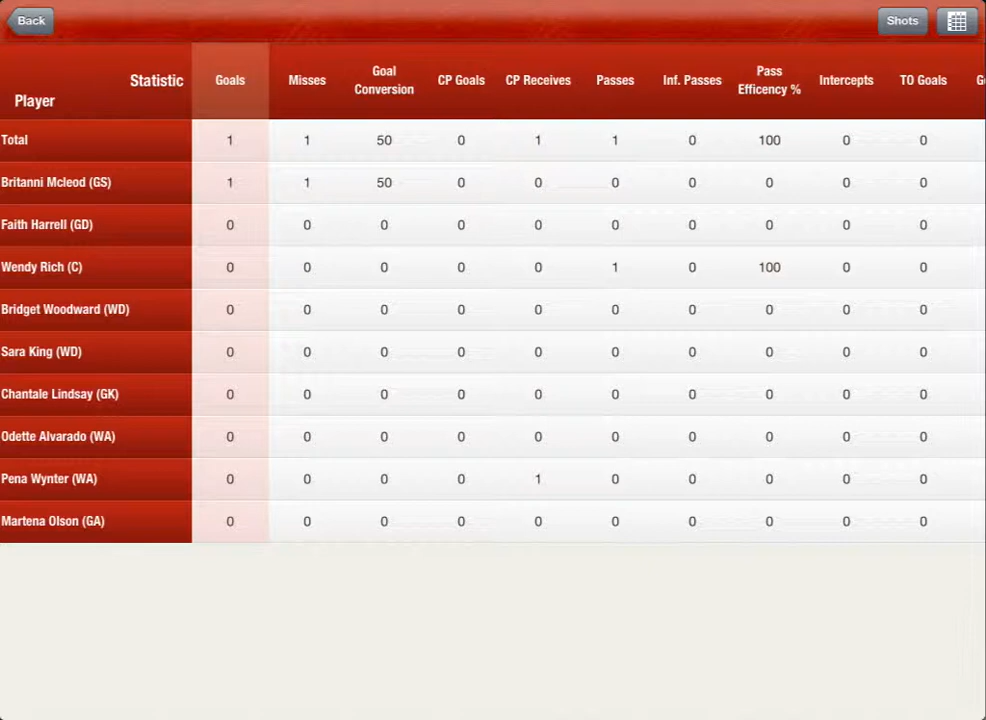 Back Shots
Statistic
Player
Goals Misses Goal Conversion CP Goals CP Receives Passes Inf. Passes Pass Efficency % Intercepts TO Goals
Total 1 1 50 0 1 1 0 100 0 0
Britanni Mcleod (GS) 1 1 50 0 0 0 0 0 0 0
Faith Harrell (GD) 0 0 0 0 0 0 0 0 0 0
Wendy Rich (C) 0 0 0 0 0 1 0 100 0 0
Bridget Woodward (WD) 0 0 0 0 0 0 0 0 0 0
Sara King (WD) 0 0 0 0 0 0 0 0 0 0
Chantale Lindsay (GK) 0 0 0 0 0 0 0 0 0 0
Odette Alvarado (WA) 0 0 0 0 0 0 0 0 0 0
Pena Wynter (WA) 0 0 0 0 1 0 0 0 0 0
Martena Olson (GA) 0 0 0 0 0 0 0 0 0 0